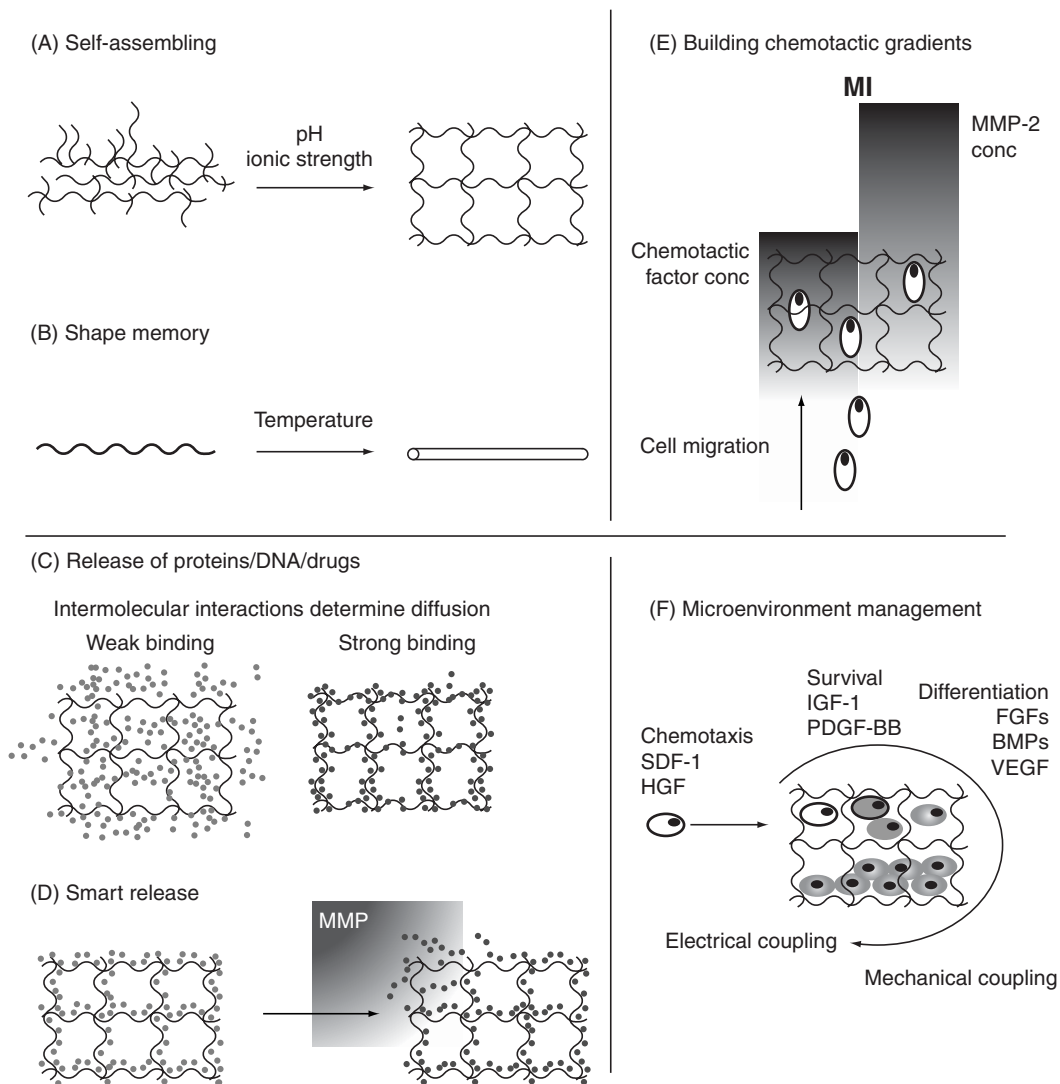 (A) Self-assembling
pH
ionic strength
(B) Shape memory
Temperature
(C) Release of proteins/DNA/drugs
Intermolecular interactions determine diffusion
Weak binding
Strong binding
(D) Smart release
MMP
(E) Building chemotactic gradients
MI
MMP-2
conc
Chemotactic
factor conc
Cell migration
(F) Microenvironment management
Chemotaxis
SDF-1
HGF
Survival
IGF-1
PDGF-BB
Differentiation
FGFs
BMPs
VEGF
Electrical coupling
Mechanical coupling